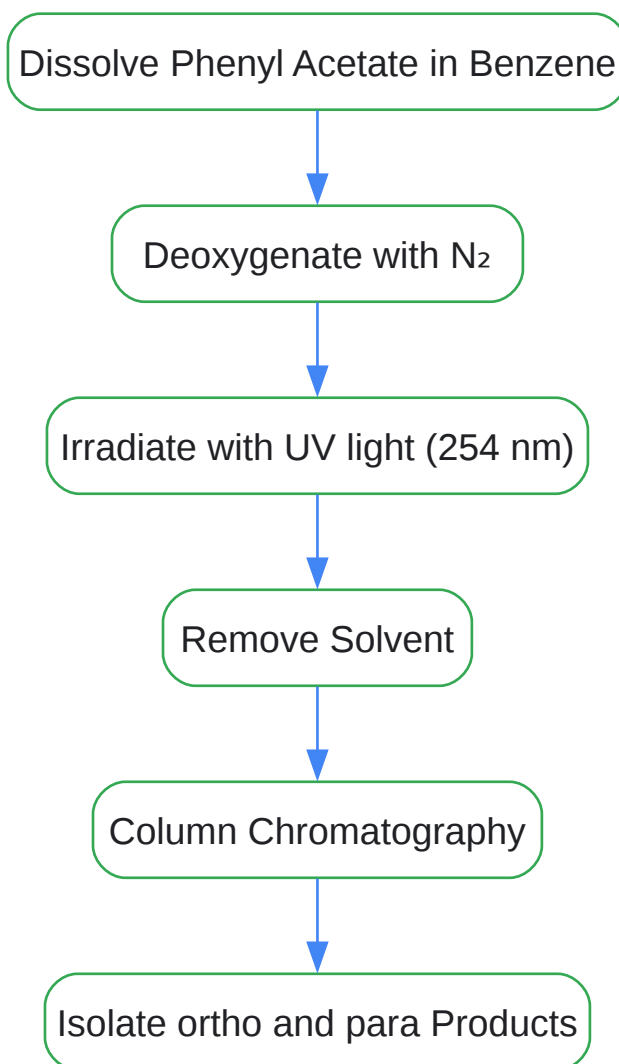 Dissolve Phenyl Acetate in Benzene
Deoxygenate with N₂
Irradiate with UV light (254 nm)
Remove Solvent
Column Chromatography
Isolate ortho and para Products